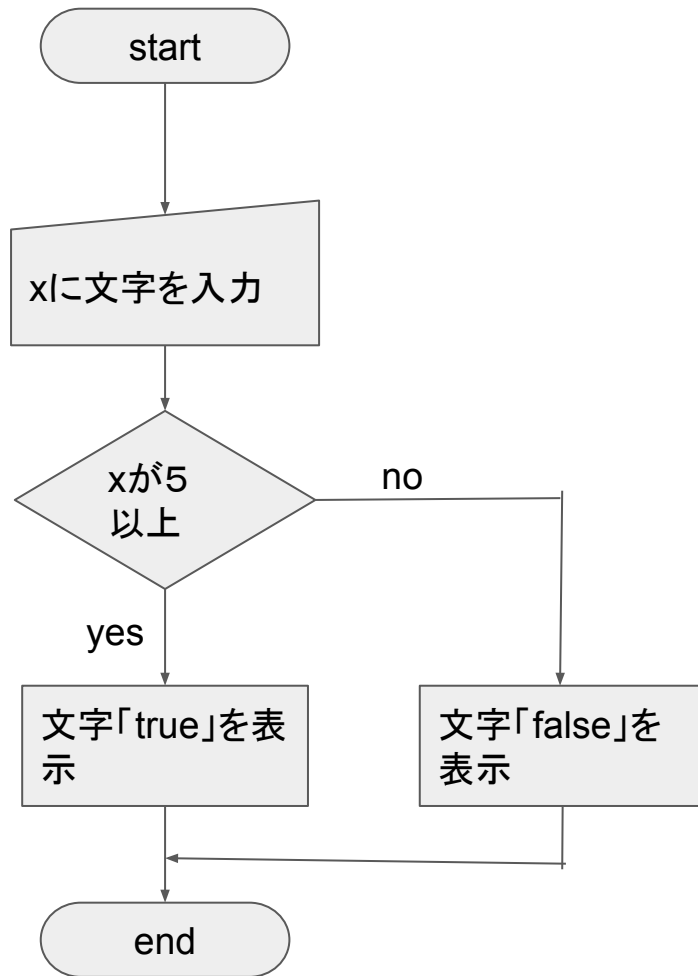 start
xに文字を入力
xが５
以上
no
yes
文字「true」を表
示
文字「false」を
表示
end